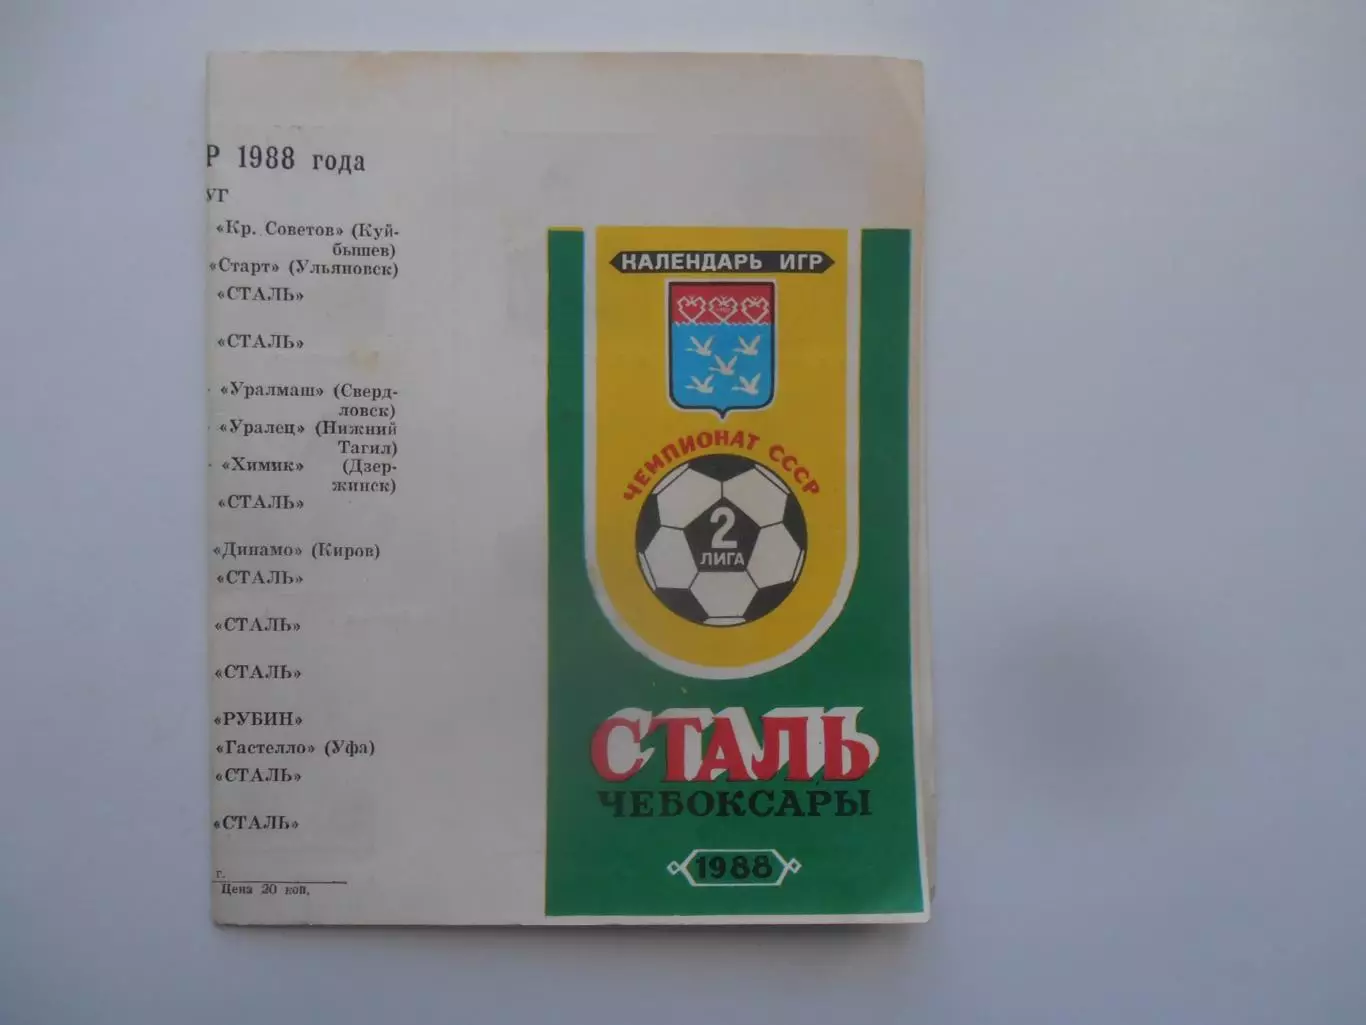 Р 1988 года
УГ
«Кр. Советов» (Куй-
бышев)
«Старт» (Ульяновск)
«СТАЛЬ»
«СТАЛЬ»
«Уралмаш» (Сверд-
ловск)
«Уралец» (Нижний
Тагил)
«Химик» (Дзер-
жинск)
«СТАЛЬ»
«Динамо» (Киров)
«СТАЛЬ»
«СТАЛЬ»
«СТАЛЬ»
«РУБИН»
«Гастелло» (Уфа)
«СТАЛЬ»
«СТАЛЬ»
г.
Цена 20 коп.
КАЛЕНДАРЬ ИГР
ЧЕМПИОНАТ СССР
2
ЛИГА
СТАЛЬ
ЧЕБОКСАРЫ
1988